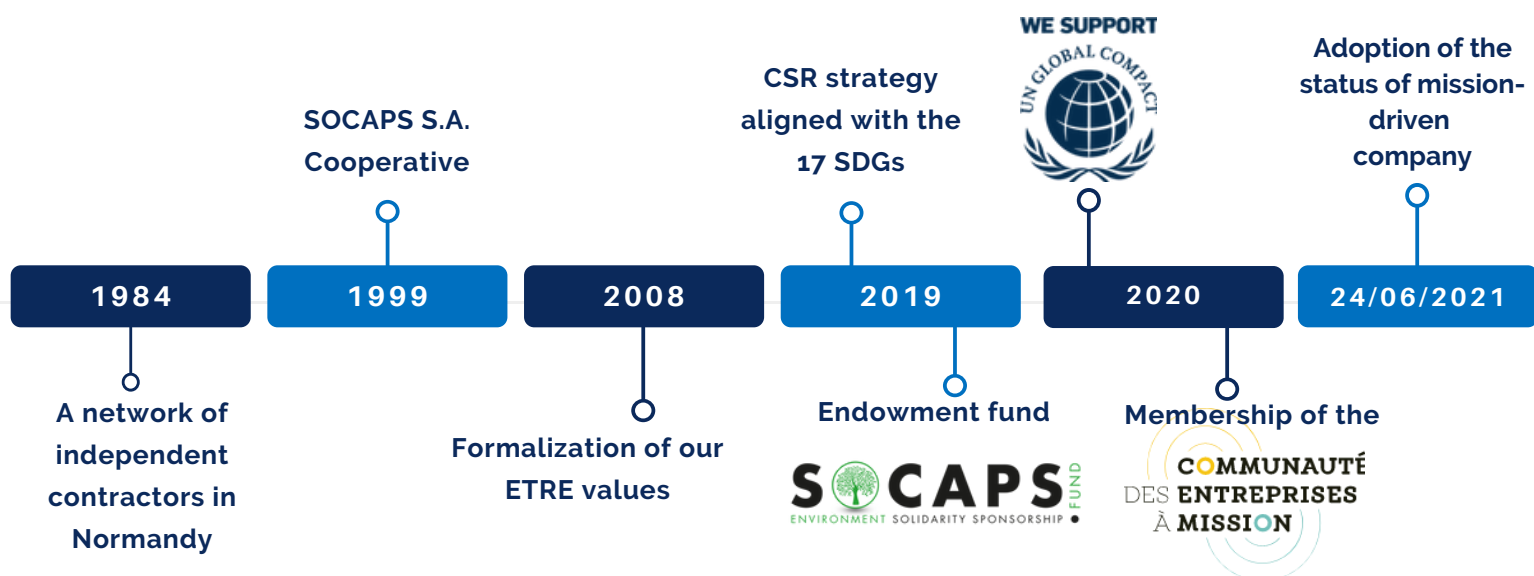 1984
A network of
independent
contractors in
Normandy
SOCAPS S.A.
Cooperative
1999
2008
Formalization of our
ETRE values
CSR strategy
aligned with the
17 SDGs
2019
Endowment fund
SOCAPS
FUND
ENVIRONMENT SOLIDARITY SPONSORSHIP
WE SUPPORT
UN GLOBAL COMPACT
2020
Membership of the
COMMUNAUTÉ
DES ENTREPRISES
À MISSION
Adoption of the
status of mission-
driven
company
24/06/2021